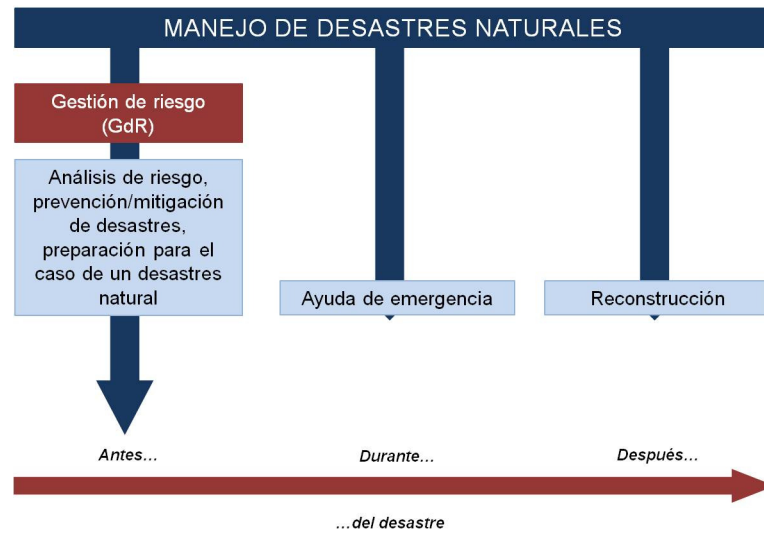 MANEJO DE DESASTRES NATURALES
Gestión de riesgo
(GdR)
Análisis de riesgo,
prevención/mitigación
de desastres,
preparación para el
caso de un desastres
natural
Ayuda de emergencia
Reconstrucción
Antes…
Durante…
Después…
…del desastre